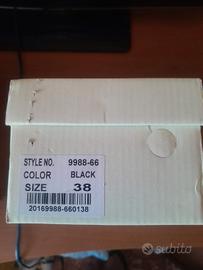 STYLE NO. 9988-66
COLOR BLACK
SIZE 38
20169988-660138
subito